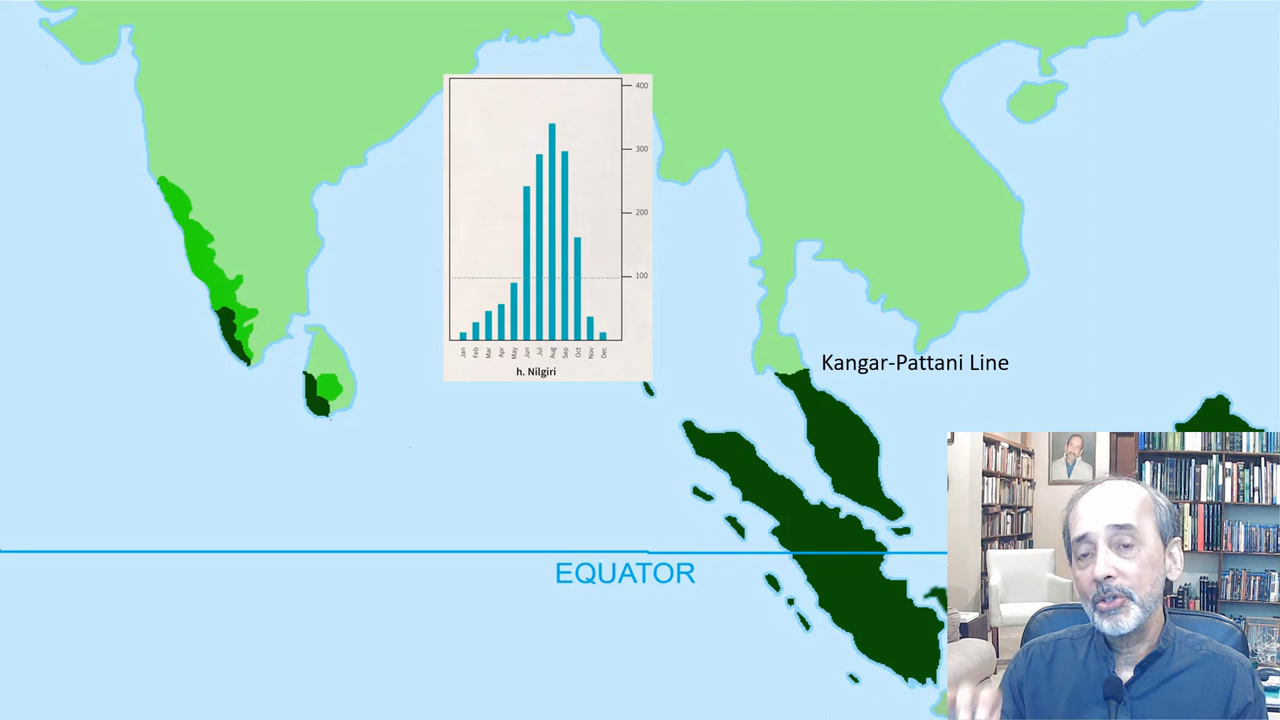 400
300
200
100
Jan Feb Mar Apr May Jun Jul Aug Sep Oct Nov Dec
h. Nilgiri
Kangar-Pattani Line
EQUATOR